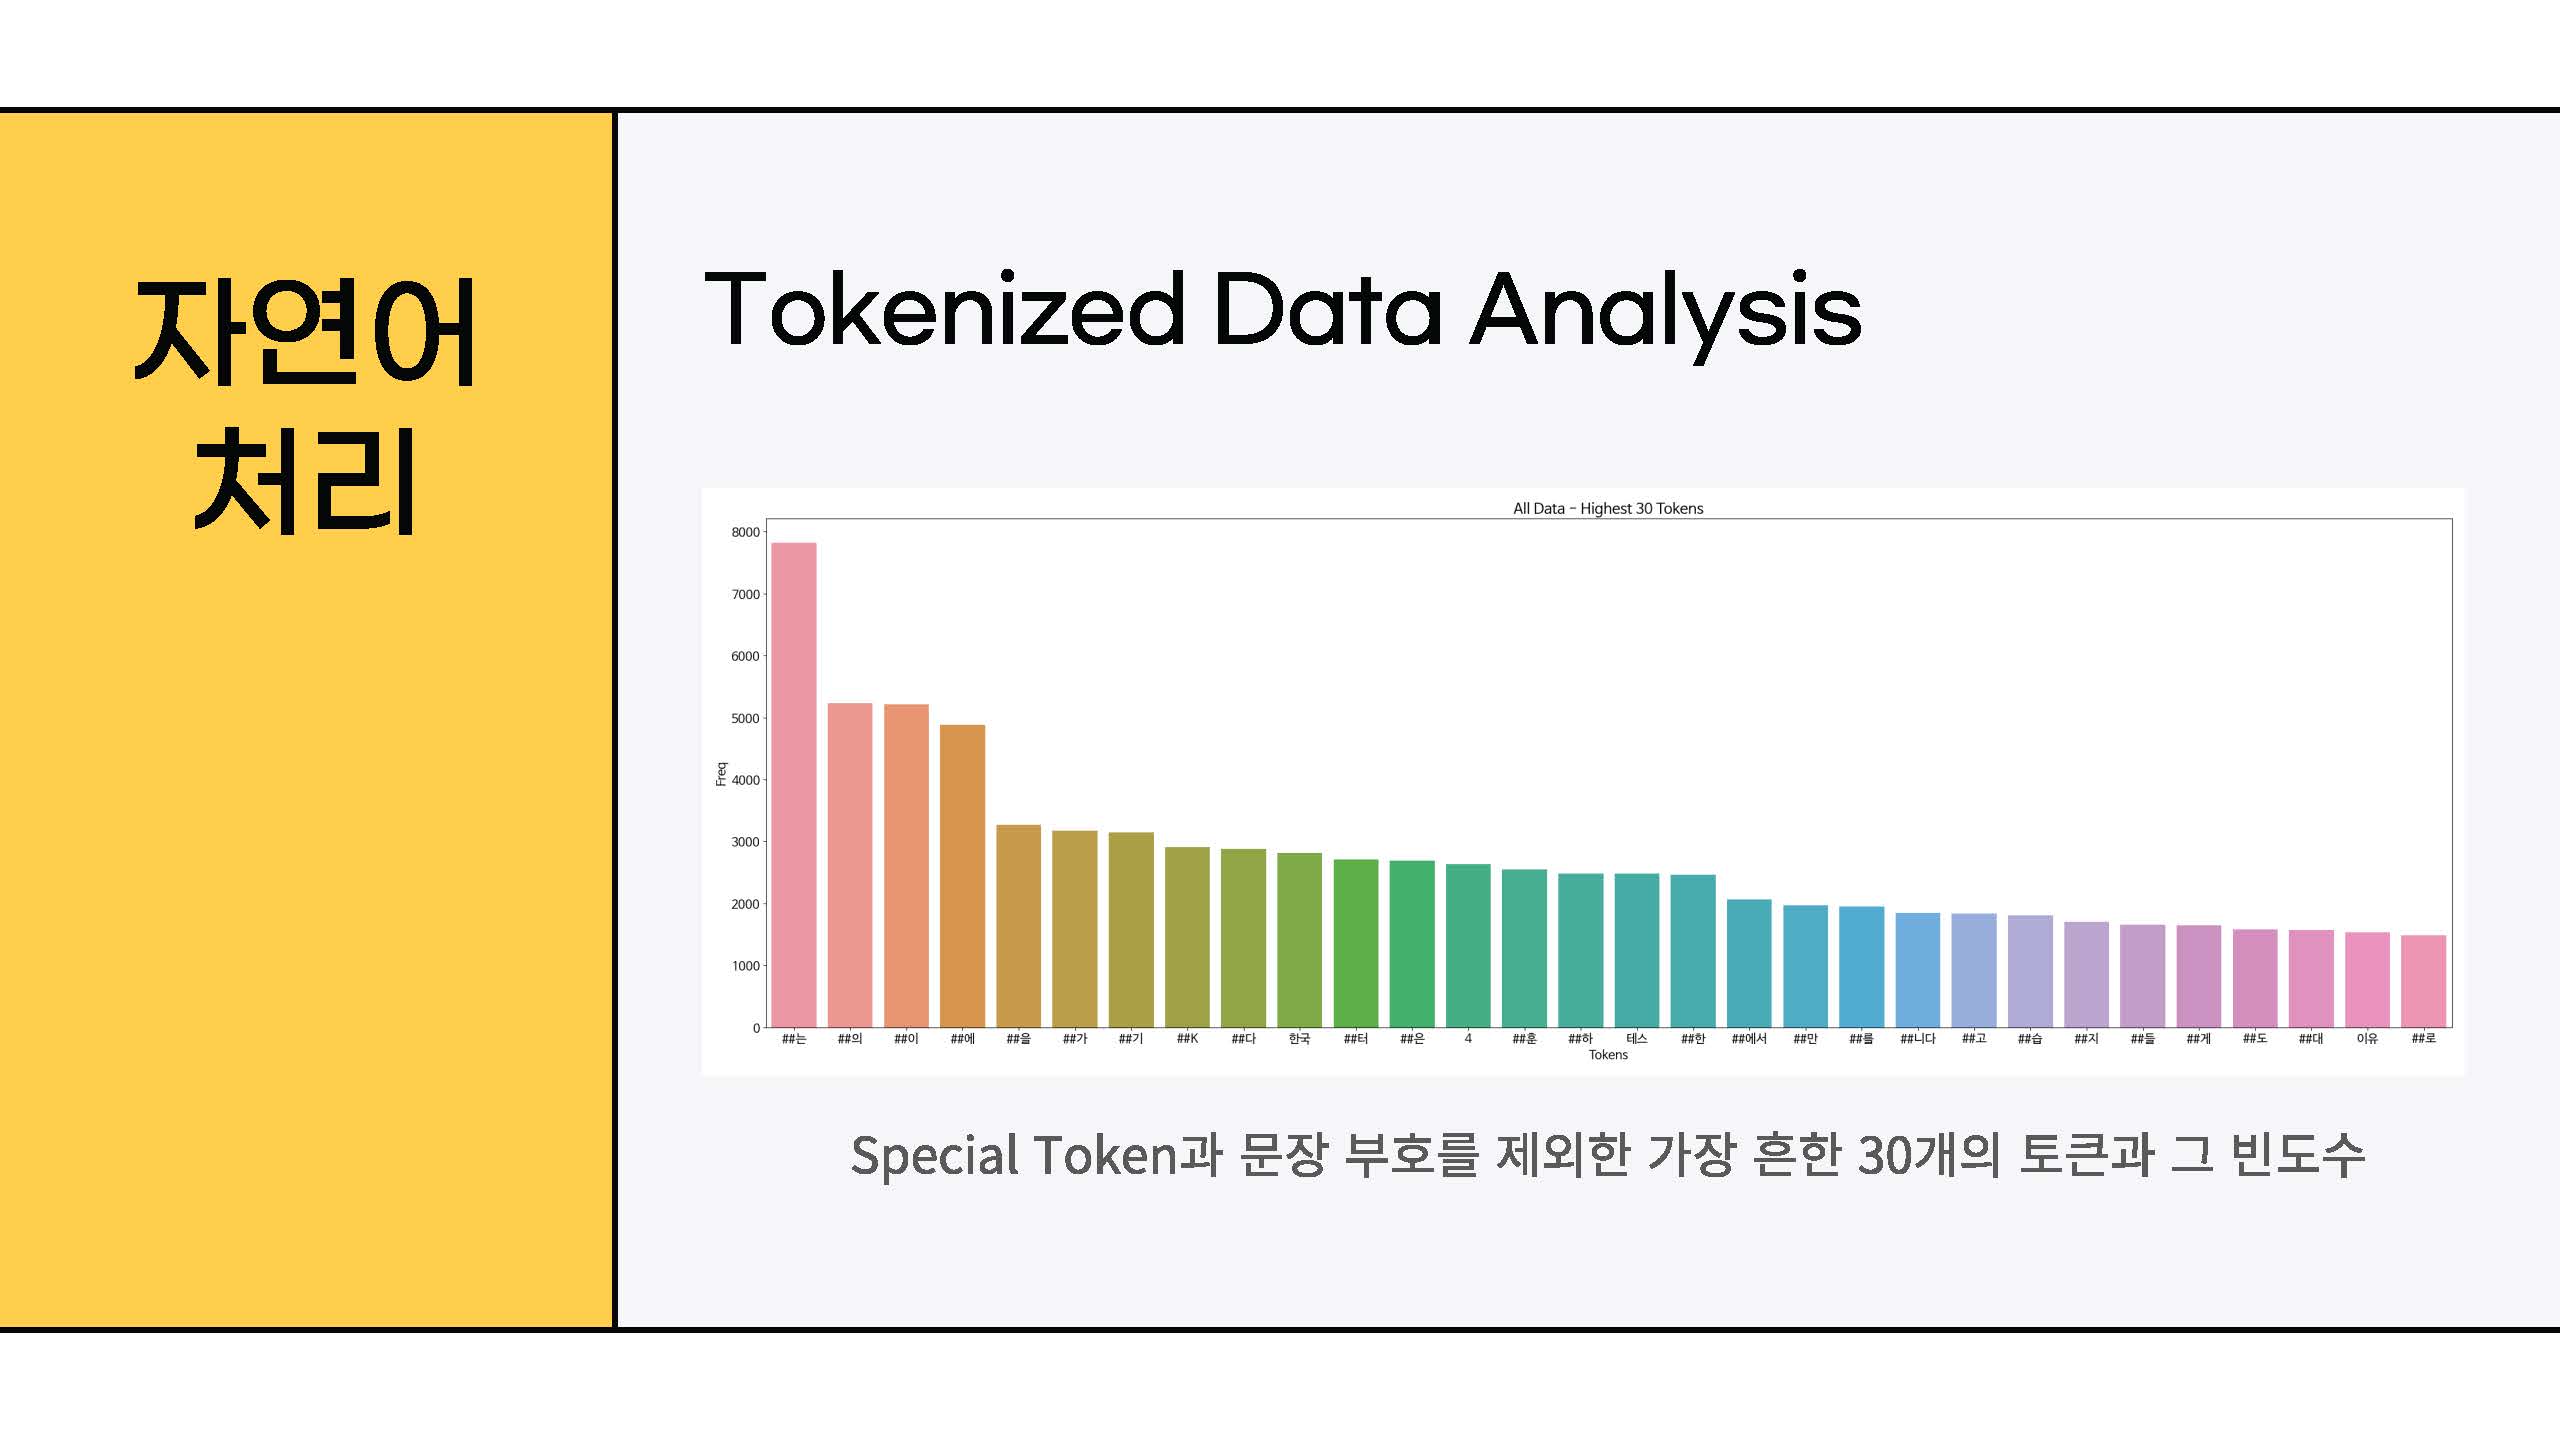 자연어
처리
Tokenized Data Analysis
All Data - Highest 30 Tokens
8000
7000
6000
5000
4000
3000
2000
1000
0
Freq
##는 ##의 ##이 ##에 ##을 ##가 ##기 ##K ##다 한국 ##터 ##은 4 ##훈 ##하 테스 ##한 ##에서 ##만 ##를 ##니다 ##고 ##습 ##지 ##들 ##게 ##도 ##대 이유 ##로
Tokens
Special Token과 문장 부호를 제외한 가장 흔한 30개의 토큰과 그 빈도수